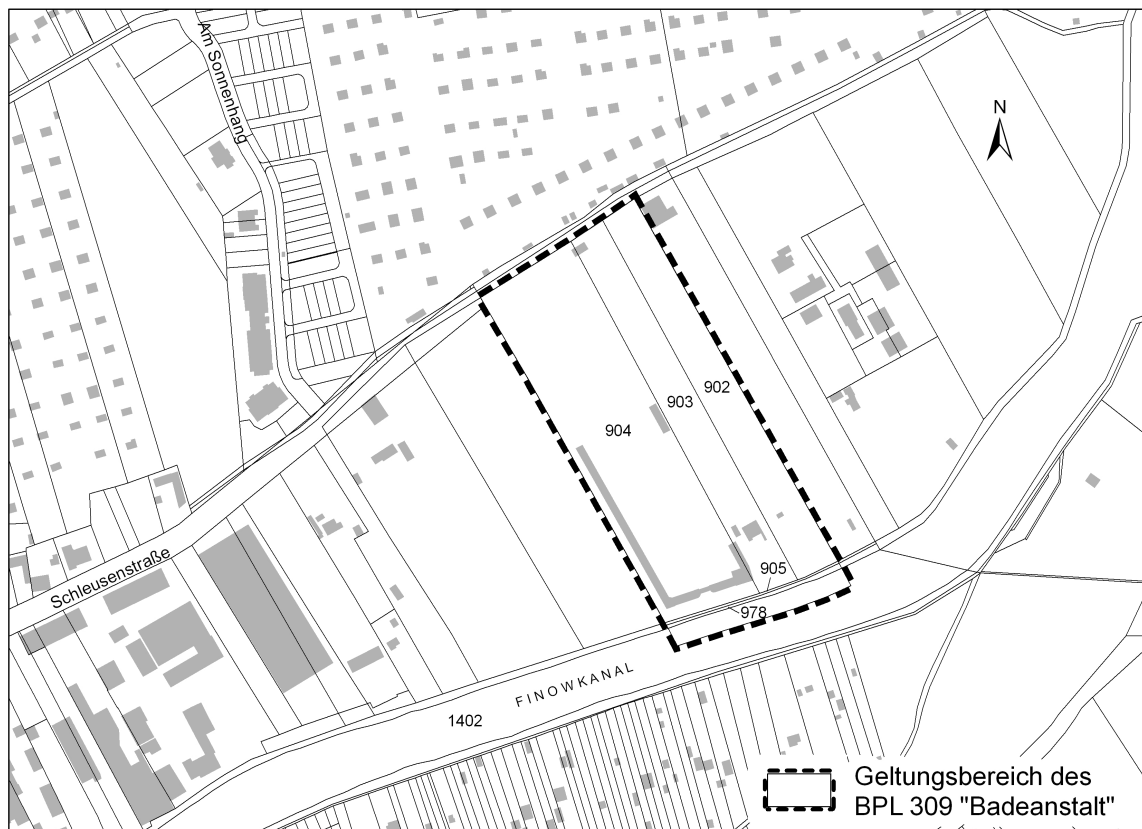 Am Sonnenhang
N
902
903
904
905
978
Schleusenstraße
FINOWKANAL
1402
Geltungsbereich des
BPL 309 "Badeanstalt"